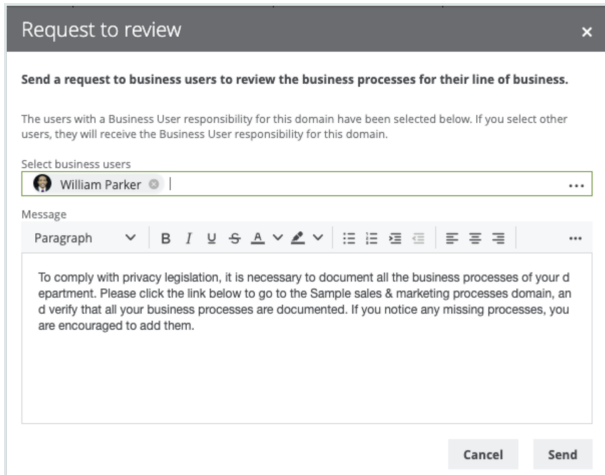 Request to review
Send a request to business users to review the business processes for their line of business.
The users with a Business User responsibility for this domain have been selected below. If you select other
users, they will receive the Business User responsibility for this domain.
Select business users
William Parker
Message
Paragraph B I U S A
To comply with privacy legislation, it is necessary to document all the business processes of your d
epartment. Please click the link below to go to the Sample sales & marketing processes domain, an
d verify that all your business processes are documented. If you notice any missing processes, you
are encouraged to add them.
Cancel Send